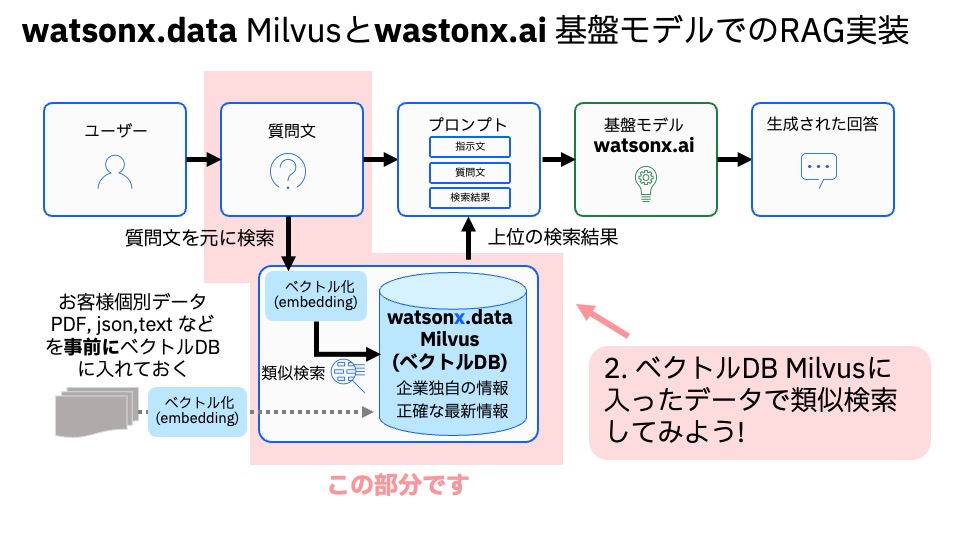 watsonx.data Milvusとwastonx.ai 基盤モデルでのRAG実装
ユーザー
質問文
プロンプト
指示文
質問文
検索結果
基盤モデル
watsonx.ai
生成された回答
質問文を元に検索
上位の検索結果
ベクトル化
(embedding)
類似検索
watsonx.data
Milvus
(ベクトルDB)
企業独自の情報
正確な最新情報
お客様個別データ
PDF, json,text など
を事前にベクトルDB
に入れておく
ベクトル化
(embedding)
2. ベクトルDB Milvusに
入ったデータで類似検索
してみよう!
この部分です